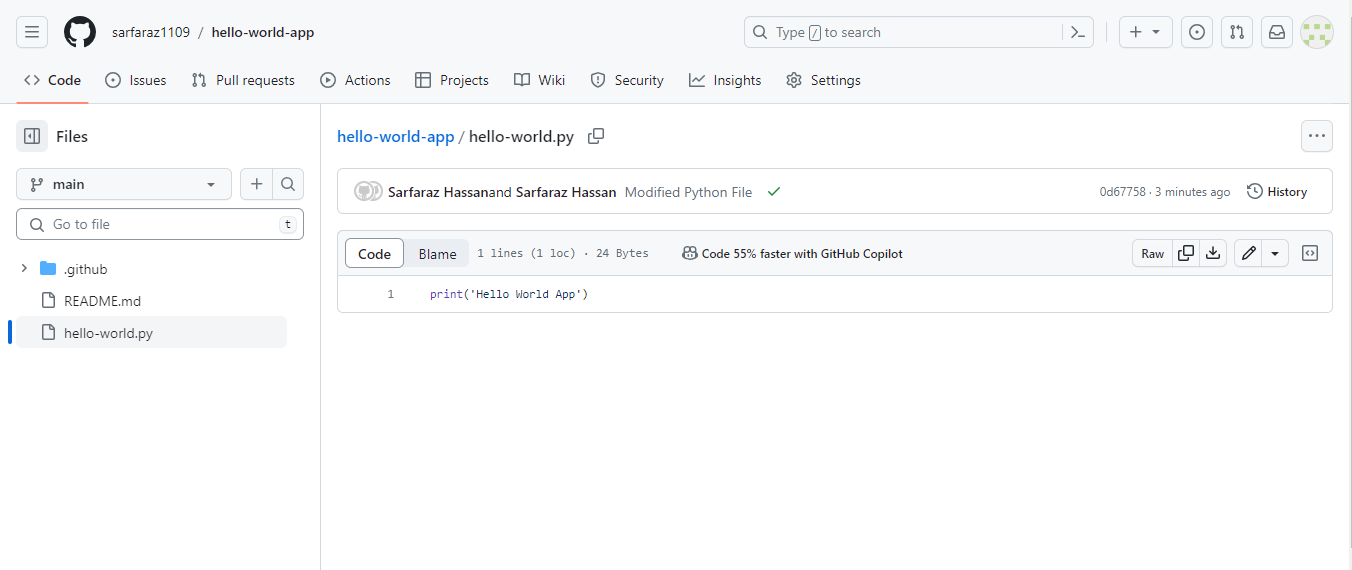 sarfaraz1109 / hello-world-app
Type / to search
Code Issues Pull requests Actions Projects Wiki Security Insights Settings
Files
main
Go to file t
.github
README.md
hello-world.py
hello-world-app / hello-world.py
Sarfaraz Hassanand Sarfaraz Hassan Modified Python File 0d67758 · 3 minutes ago History
Code Blame 1 lines (1 loc) · 24 Bytes Code 55% faster with GitHub Copilot Raw
1 print('Hello World App')